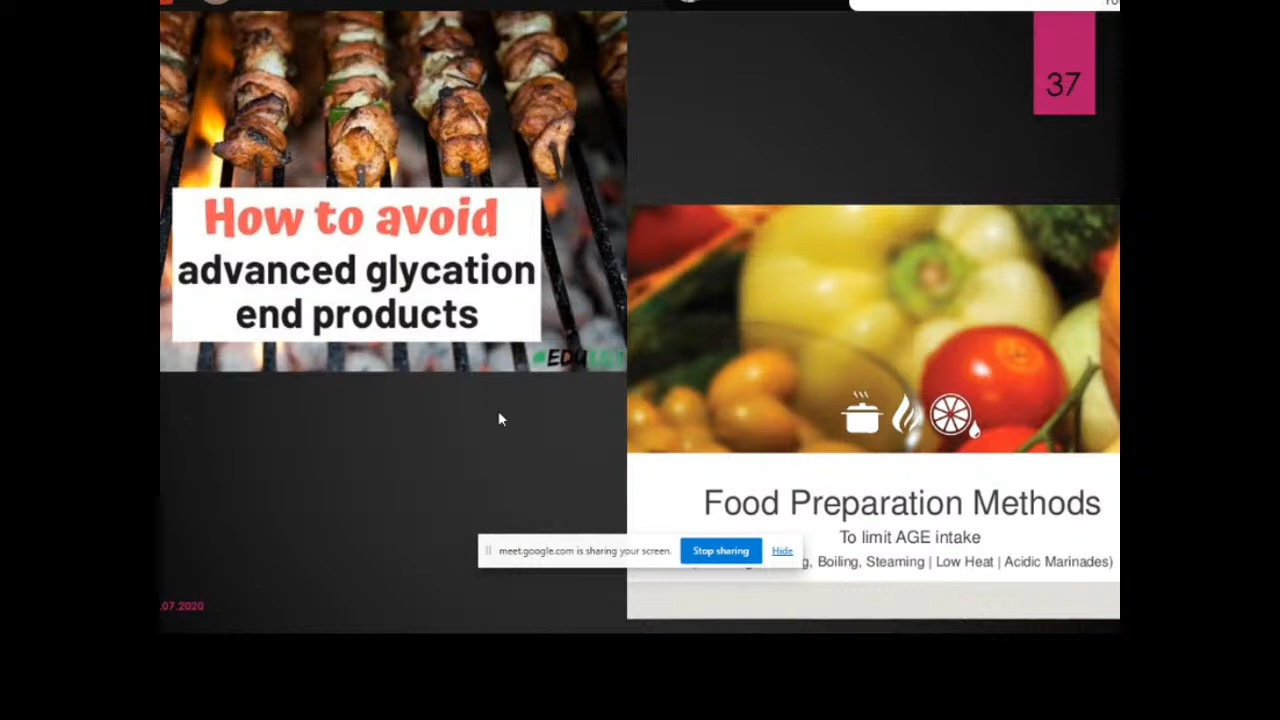 37
How to avoid
advanced glycation
end products
EDU
Food Preparation Methods
To limit AGE intake
Boiling, Steaming | Low Heat | Acidic Marinades)
meet.google.com is sharing your screen.
Stop sharing
Hide
.07.2020